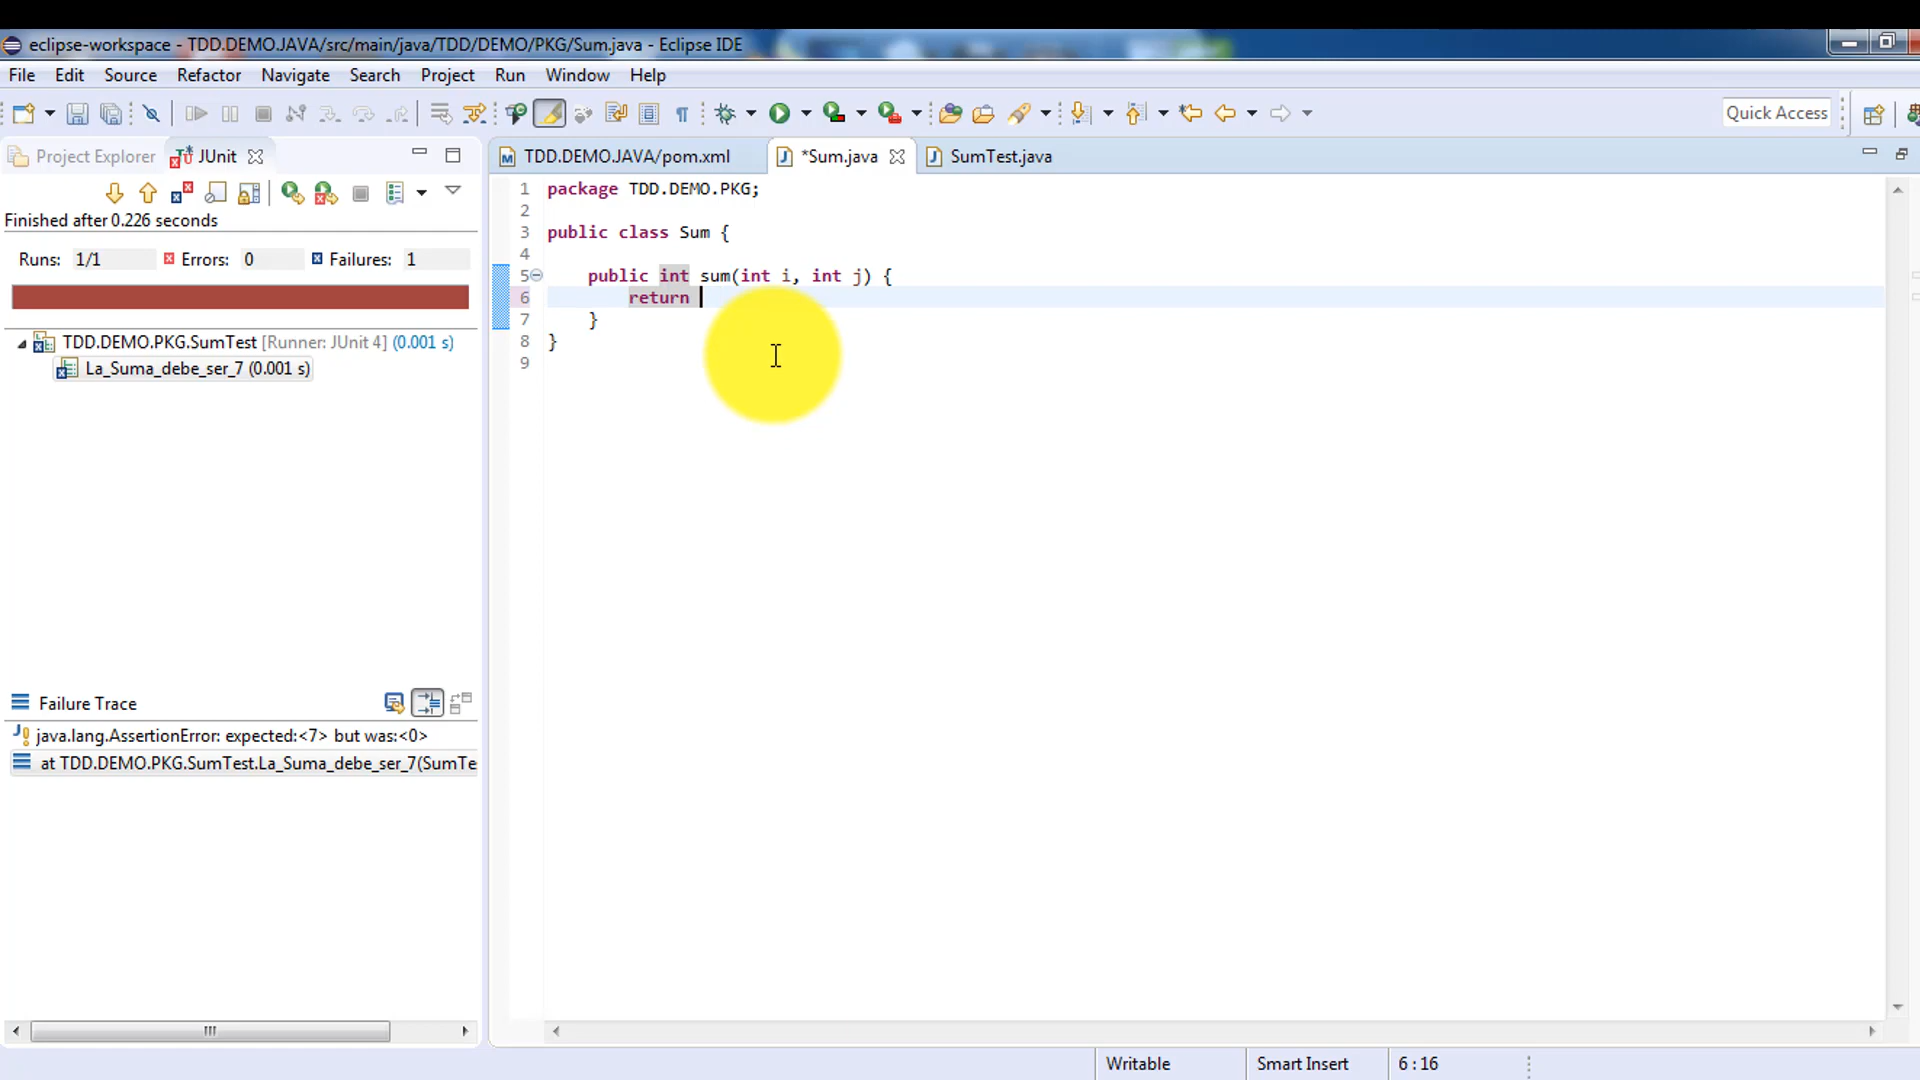 eclipse-workspace - TDD.DEMO.JAVA/src/main/java/TDD/DEMO/PKG/Sum.java - Eclipse IDE
File Edit Source Refactor Navigate Search Project Run Window Help
Quick Access
Project Explorer JUnit
TDD.DEMO.JAVA/pom.xml *Sum.java SumTest.java
Finished after 0.226 seconds
Runs: 1/1 Errors: 0 Failures: 1
TDD.DEMO.PKG.SumTest [Runner: JUnit 4] (0.001 s)
La_Suma_debe_ser_7 (0.001 s)
Failure Trace
java.lang.AssertionError: expected:<7> but was:<0>
at TDD.DEMO.PKG.SumTest.La_Suma_debe_ser_7(SumTe
1 package TDD.DEMO.PKG;
2
3 public class Sum {
4
5 public int sum(int i, int j) {
6 return
7 }
8 }
9
Writable Smart Insert 6 : 16